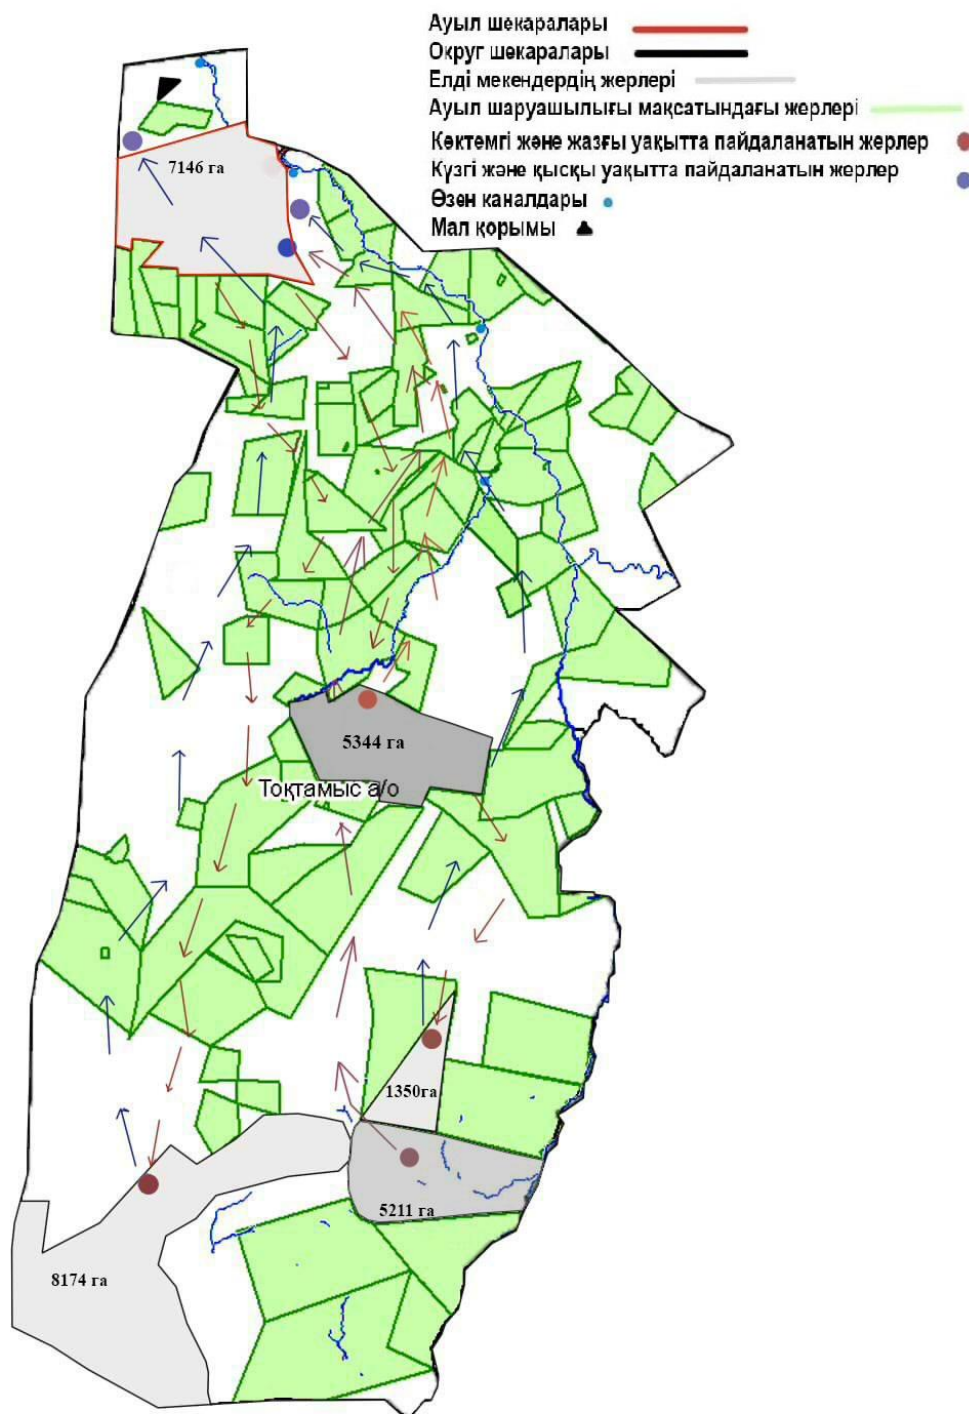 Ауыл шекаралары
Округ шекаралары
Елді мекендердің жерлері
Ауыл шаруашылығы мақсатындағы жерлері
Көктемгі және жазғы уақытта пайдаланатын жерлер
Күзгі және қысқы уақытта пайдаланатын жерлер
Өзен каналдары
Мал қорымы
7146 га
5344 га
Тоқтамыс а/о
1350га
5211 га
8174 га